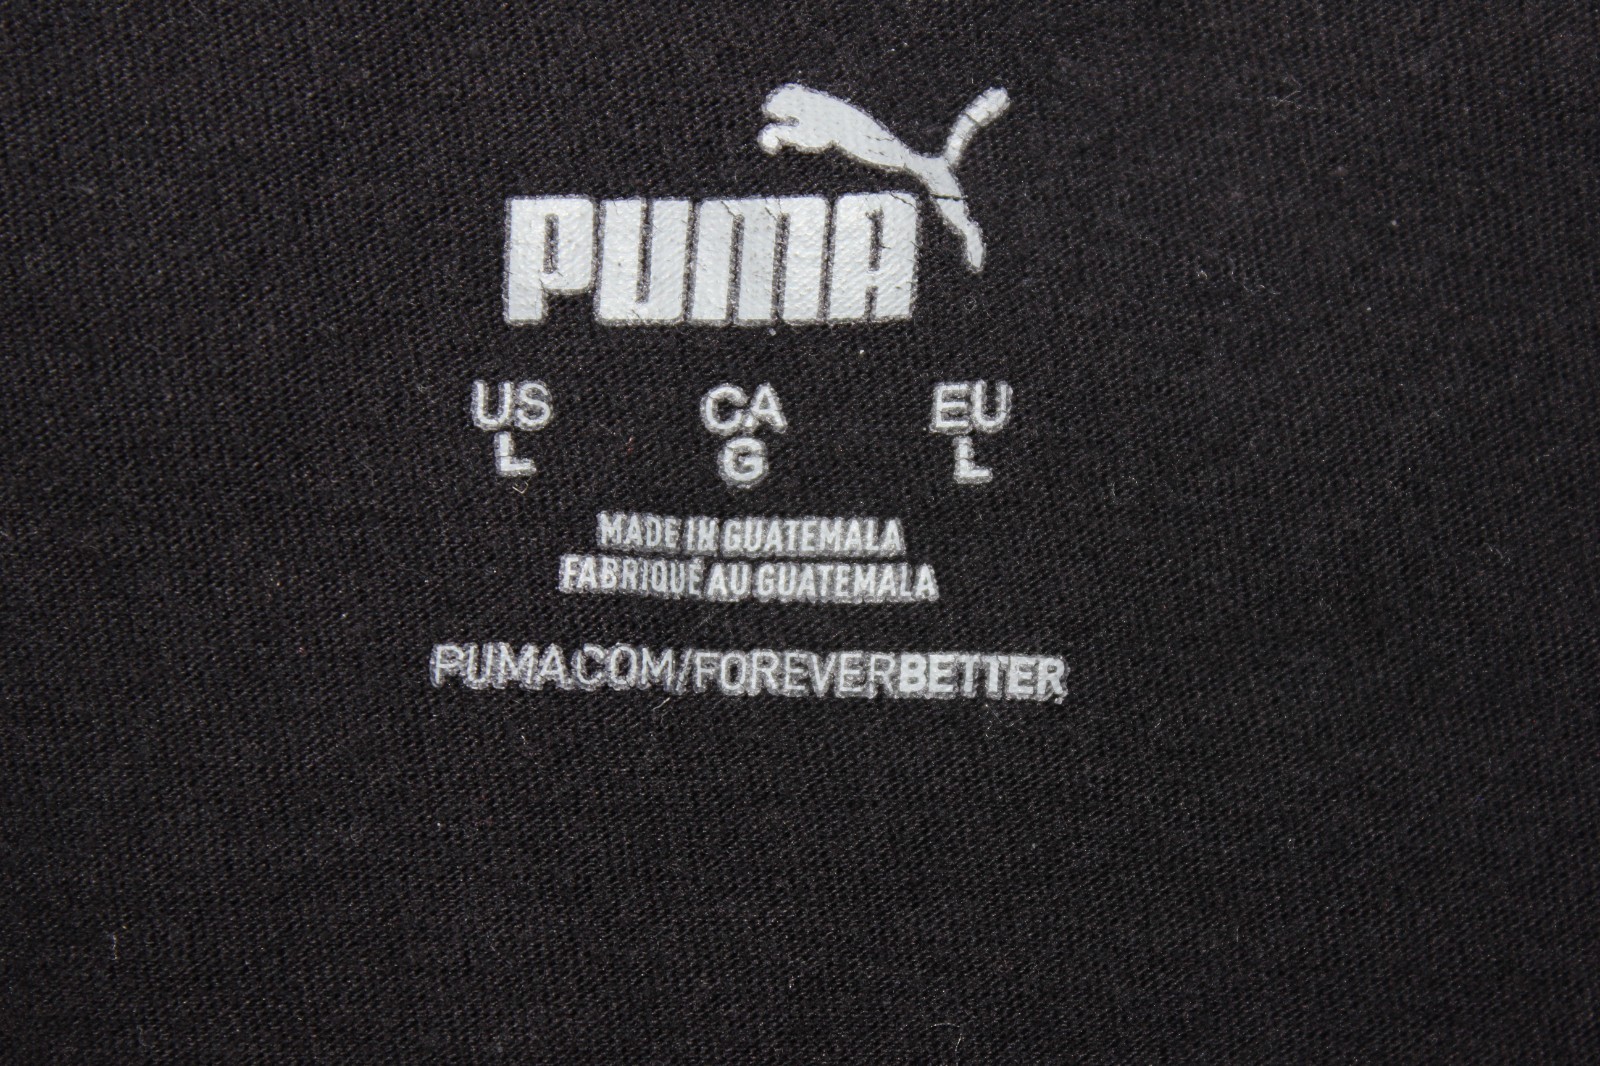 PUMA
US CA EU
L G L
MADE IN GUATEMALA
FABRIQUÉ AU GUATEMALA
PUMA.COM/FOREVERBETTER